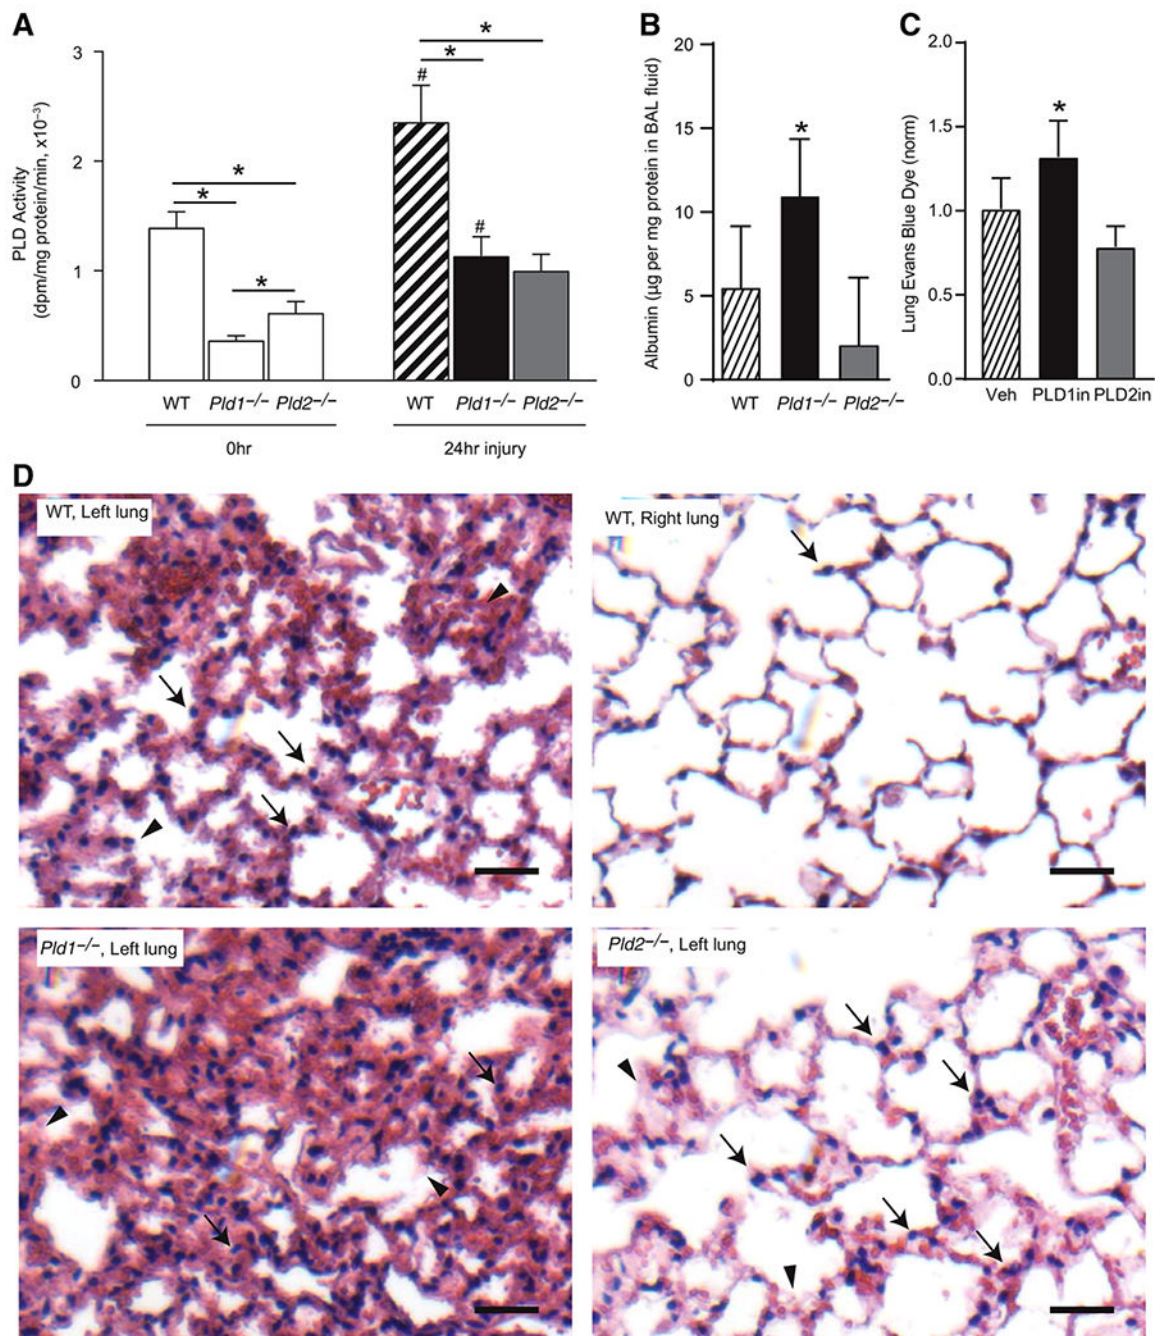 A
3
2
1
0
PLD Activity
(dpm/mg protein/min, x10⁻³)
*
*
*
#
*
*
#
WT
Pld1⁻/⁻
Pld2⁻/⁻
0hr
WT
Pld1⁻/⁻
Pld2⁻/⁻
24hr injury
B
20
15
10
5
0
Albumin (µg per mg protein in BAL fluid)
*
WT
Pld1⁻/⁻
Pld2⁻/⁻
C
2.0
1.5
1.0
0.5
0.0
Lung Evans Blue Dye (norm)
*
Veh
PLD1in
PLD2in
D
WT, Left lung
WT, Right lung
Pld1⁻/⁻, Left lung
Pld2⁻/⁻, Left lung